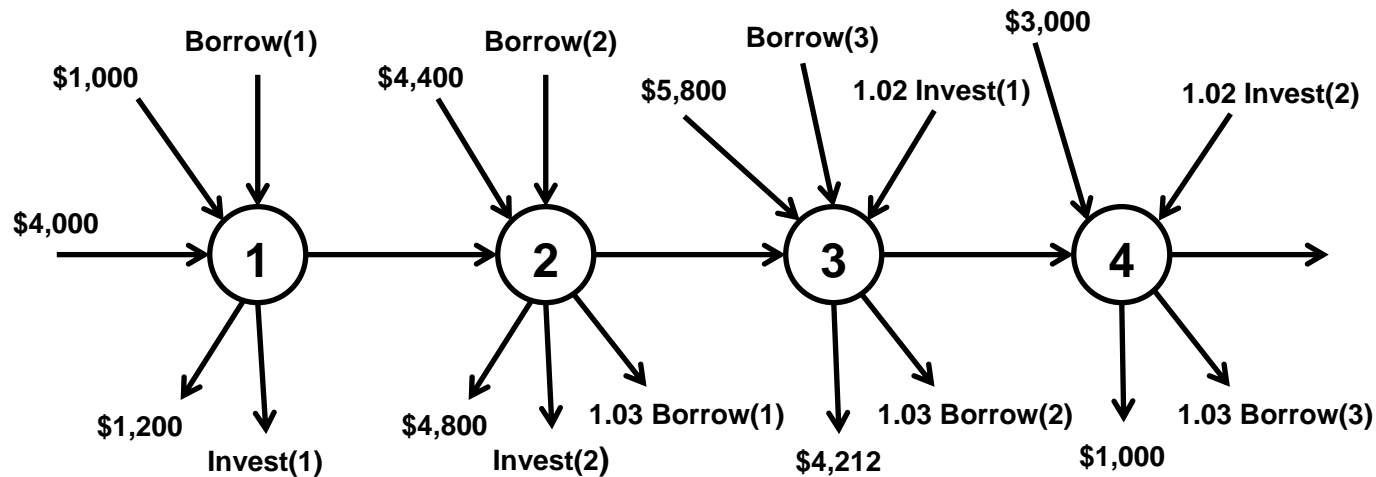 Borrow(1)
$1,000
Borrow(2)
$4,400
Borrow(3)
$5,800
1.02 Invest(1)
$3,000
1.02 Invest(2)
$4,000
1
2
3
4
$1,200
Invest(1)
$4,800
Invest(2)
1.03 Borrow(1)
$4,212
1.03 Borrow(2)
$1,000
1.03 Borrow(3)